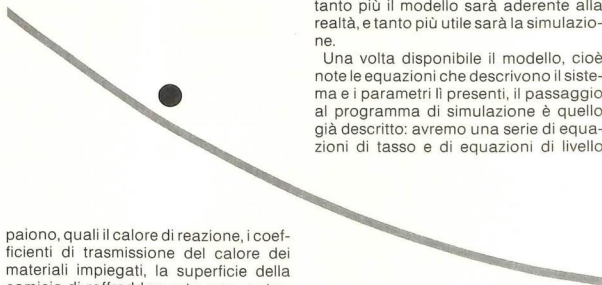 paiono, quali il calore di reazione, i coef-
ficienti di trasmissione del calore dei
materiali impiegati, la superficie della
camicia di raffreddamento
tanto più il modello sarà aderente alla
realtà, e tanto più utile sarà la simulazio-
ne.
Una volta disponibile il modello, cioè
note le equazioni che descrivono il siste-
ma e i parametri lì presenti, il passaggio
al programma di simulazione è quello
già descritto: avremo una serie di equa-
zioni di tasso e di equazioni di livello